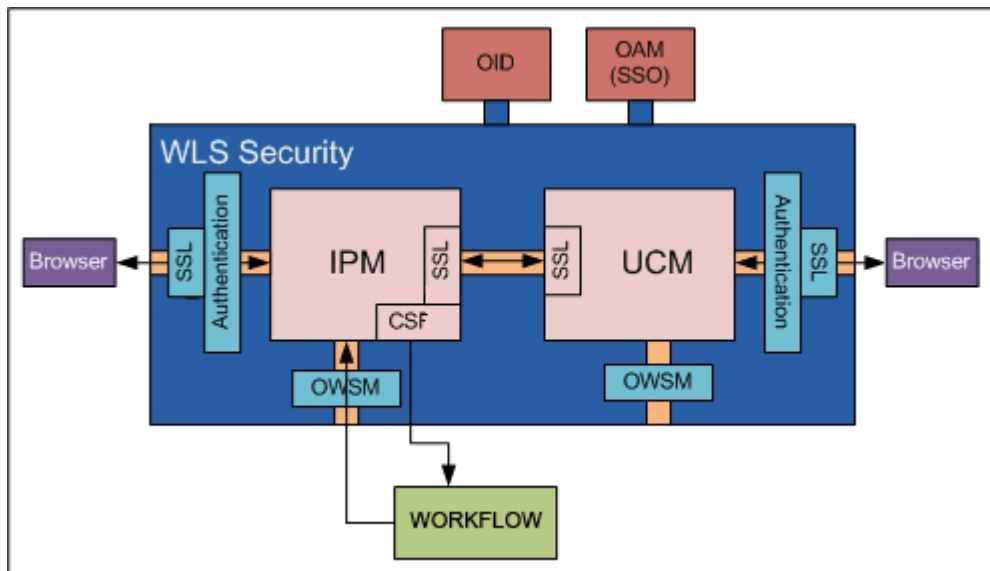 OID
OAM
(SSO)
WLS Security
Browser
SSL
Authentication
IPM
SSL
CSF
SSL
UCM
Authentication
SSL
Browser
OWSM
OWSM
WORKFLOW